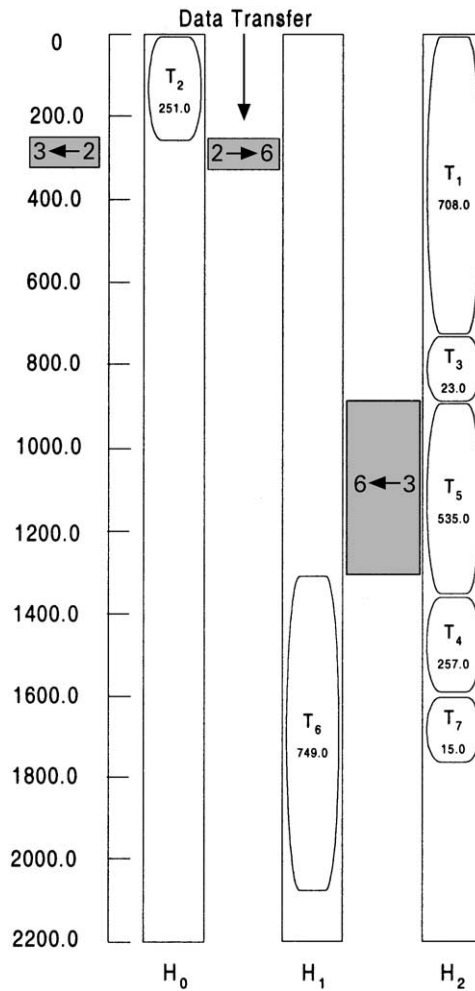 Data Transfer
0
T₂
251.0
200.0
3←2
2→6
T₁
708.0
400.0
600.0
800.0
T₃
23.0
1000.0
6←3
T₅
535.0
1200.0
1400.0
T₄
257.0
1600.0
T₆
749.0
T₇
15.0
1800.0
2000.0
2200.0
H₀ H₁ H₂